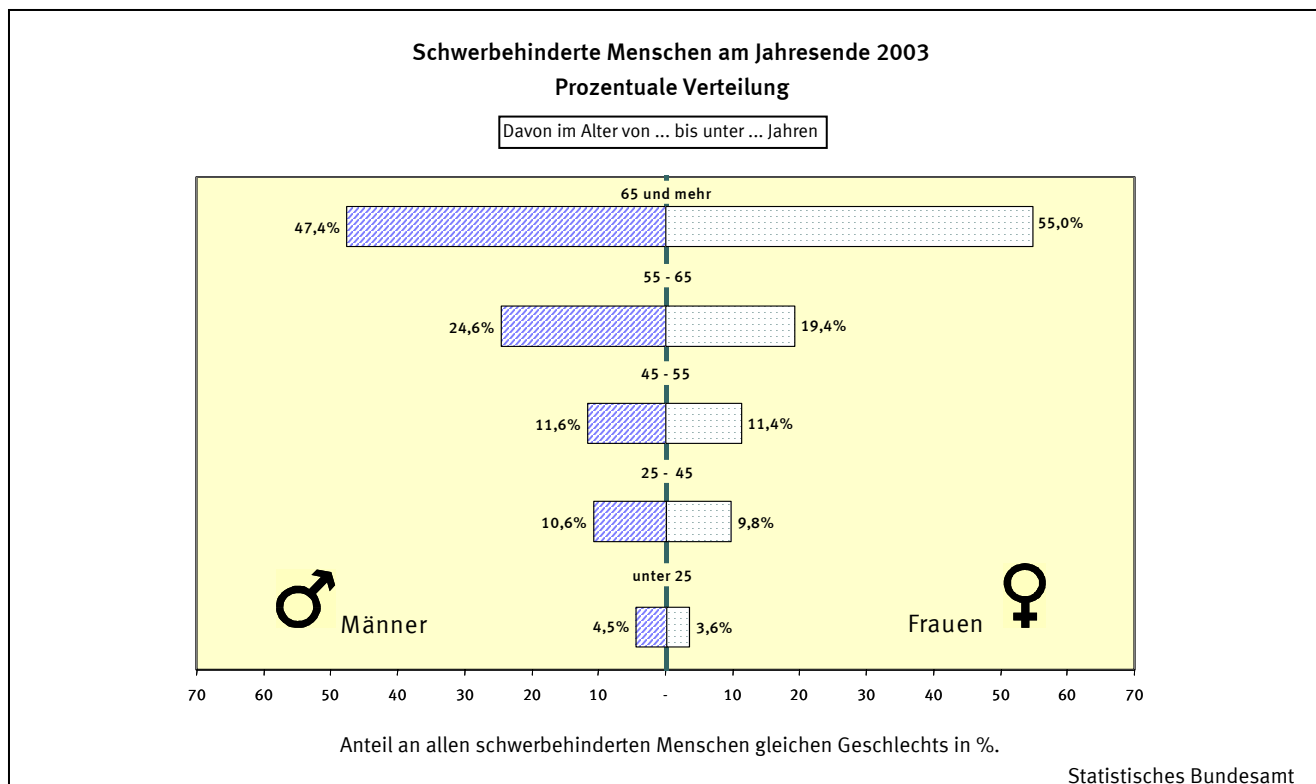 Schwerbehinderte Menschen am Jahresende 2003
Prozentuale Verteilung
Davon im Alter von ... bis unter ... Jahren
65 und mehr
47,4% 55,0%
55 - 65
24,6% 19,4%
45 - 55
11,6% 11,4%
25 - 45
10,6% 9,8%
unter 25
Männer 4,5% 3,6% Frauen
70 60 50 40 30 20 10 - 10 20 30 40 50 60 70
Anteil an allen schwerbehinderten Menschen gleichen Geschlechts in %.
Statistisches Bundesamt